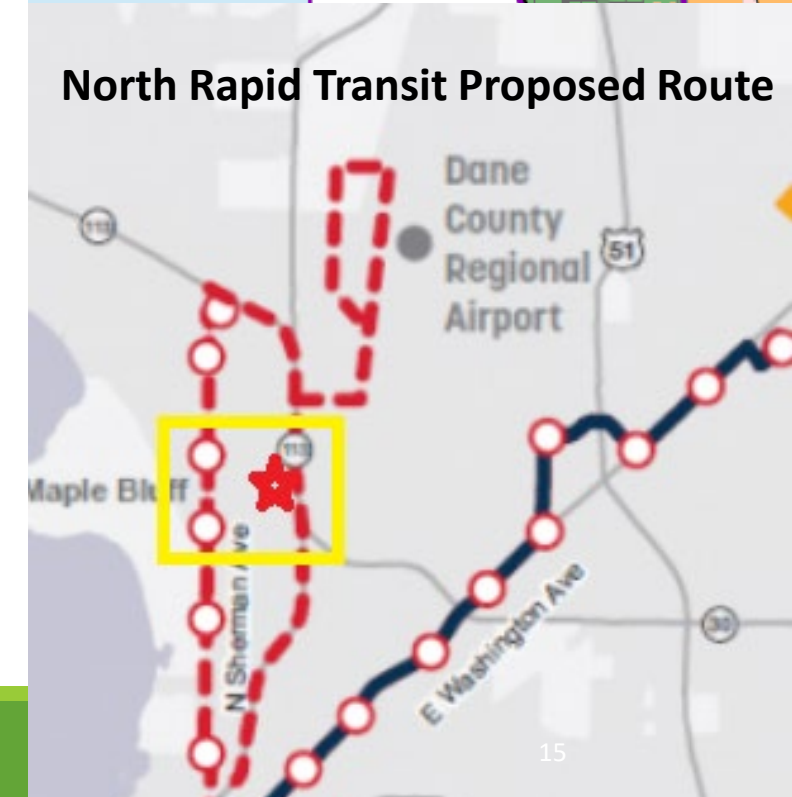 North Rapid Transit Proposed Route
Dane
County
Regional
Airport
113
51
113
Maple Bluff
N Sherman Ave
E Washington Ave
30
15